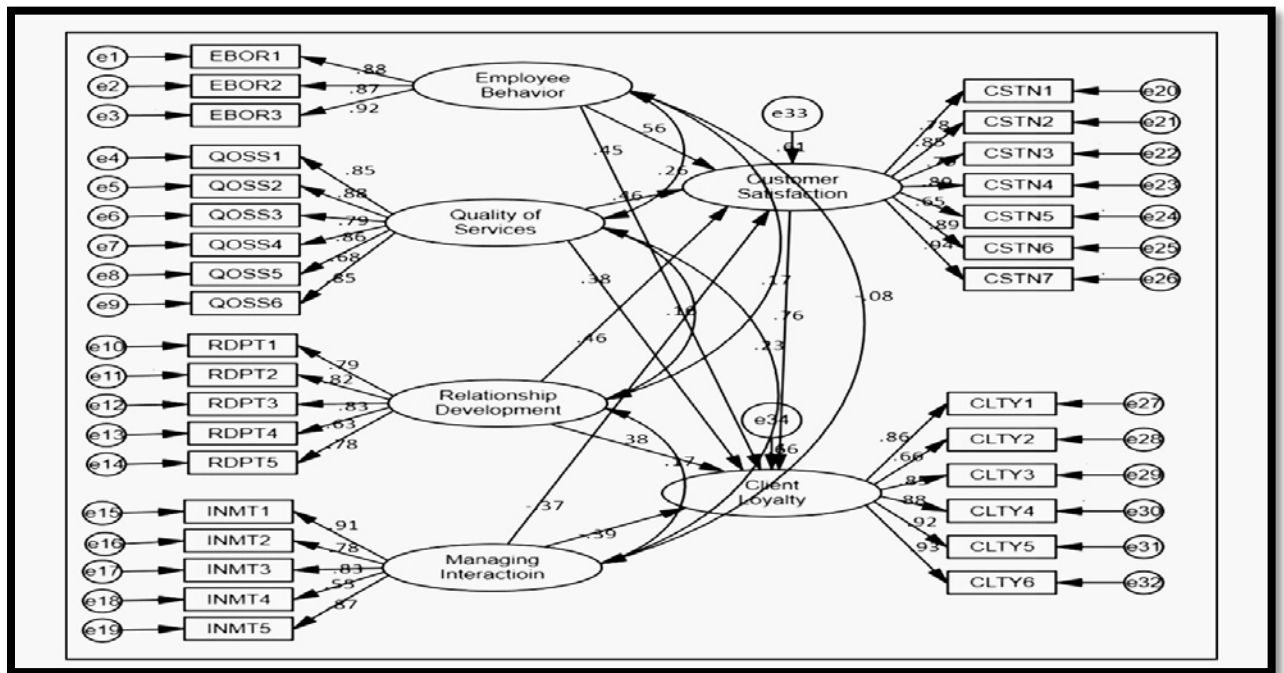 e1
EBOR1
.88
e2
EBOR2
.87
e3
EBOR3
.92
Employee
Behavior
e4
QOSS1
.85
e5
QOSS2
.88
e6
QOSS3
.79
e7
QOSS4
.86
e8
QOSS5
.68
e9
QOSS6
.85
Quality of
Services
e10
RDPT1
.79
e11
RDPT2
.82
e12
RDPT3
.83
e13
RDPT4
.63
e14
RDPT5
.78
Relationship
Development
e15
INMT1
.91
e16
INMT2
.78
e17
INMT3
.83
e18
INMT4
e19
INMT5
.87
Managing
Interactioin
.56
.45
.26
.46
.38
.17
.08
.76
.46
.23
.38
.37
.39
e33
Customer
Satisfaction
CSTN1
e20
.78
CSTN2
e21
.85
CSTN3
e22
CSTN4
e23
CSTN5
e24
.65
CSTN6
e25
.89
CSTN7
e26
.94
e34
Client
Loyalty
CLTY1
e27
.86
CLTY2
e28
.66
CLTY3
e29
CLTY4
e30
.88
CLTY5
e31
.92
CLTY6
e32
.93